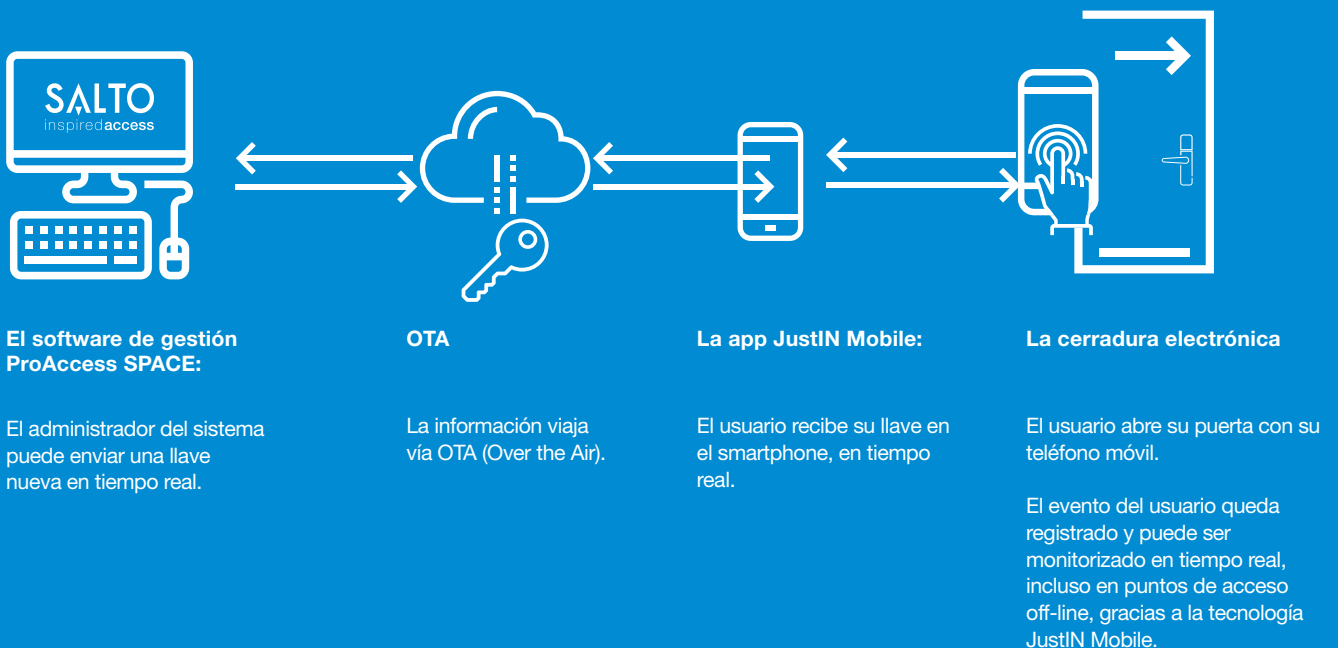 SALTO
inspiredaccess
El software de gestión
ProAccess SPACE:
El administrador del sistema
puede enviar una llave
nueva en tiempo real.
OTA
La información viaja
vía OTA (Over the Air).
La app JustIN Mobile:
El usuario recibe su llave en
el smartphone, en tiempo
real.
La cerradura electrónica
El usuario abre su puerta con su
teléfono móvil.
El evento del usuario queda
registrado y puede ser
monitorizado en tiempo real,
incluso en puntos de acceso
off-line, gracias a la tecnología
JustIN Mobile.